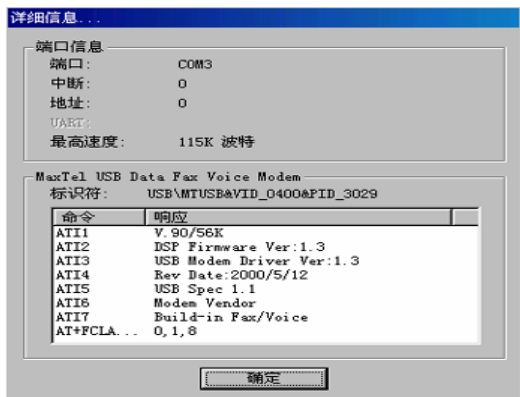 详细信息...
端口信息
端口: COM3
中断: 0
地址: 0
UART:
最高速度: 115K 波特
MaxTel USB Data Fax Voice Modem
标识符: USB\MTUSB&VID_0400&PID_3029
命令 响应
ATI1 V.90/56K
ATI2 DSP Firmware Ver:1.3
ATI3 USB Modem Driver Ver:1.3
ATI4 Rev Date:2000/5/12
ATI5 USB Spec 1.1
ATI6 Modem Vendor
ATI7 Build-in Fax/Voice
AT+FCLA... 0,1,8
确定